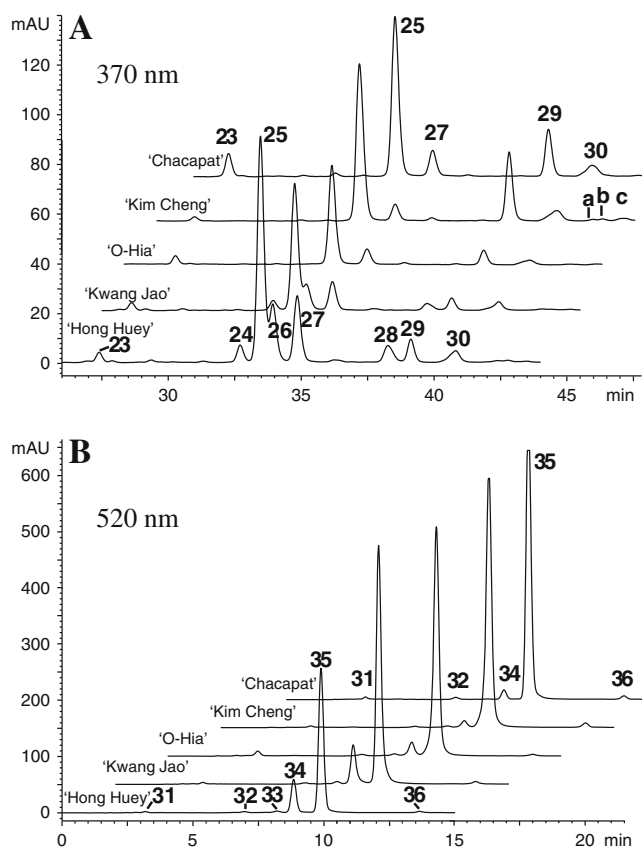 mAU
A
25
120
370 nm
100
23
25
27
29
30
80
'Chacapat'
60
'Kim Cheng'
a b c
40
'O-Hia'
20
'Kwang Jao'
'Hong Huey'
23
24
26
27
28
29
30
0
30
35
40
45
min
mAU
B
600
35
520 nm
500
400
300
35
31
32
34
36
200
'Chacapat'
'Kim Cheng'
100
'O-Hia'
'Kwang Jao'
34
'Hong Huey'
31
32
33
36
0
0
5
10
15
20
min